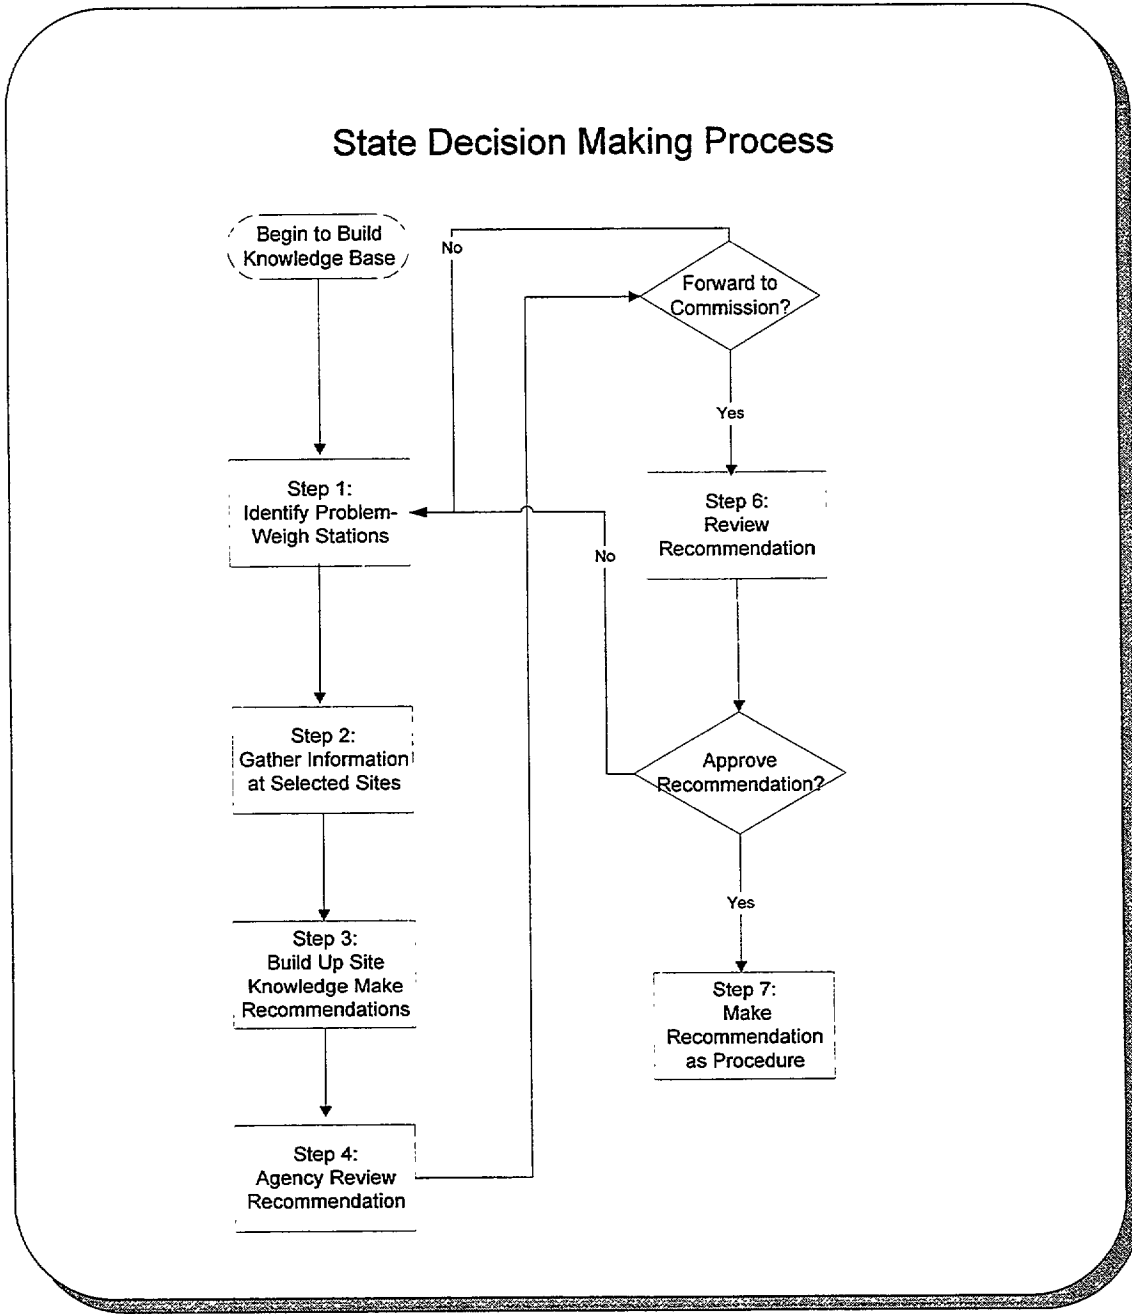 State Decision Making Process
Begin to Build
Knowledge Base
Step 1:
Identify Problem-
Weigh Stations
Step 2:
Gather Information
at Selected Sites
Step 3:
Build Up Site
Knowledge Make
Recommendations
Step 4:
Agency Review
Recommendation
No
Forward to
Commission?
Yes
Step 6:
Review
Recommendation
No
Approve
Recommendation?
Yes
Step 7:
Make
Recommendation
as Procedure